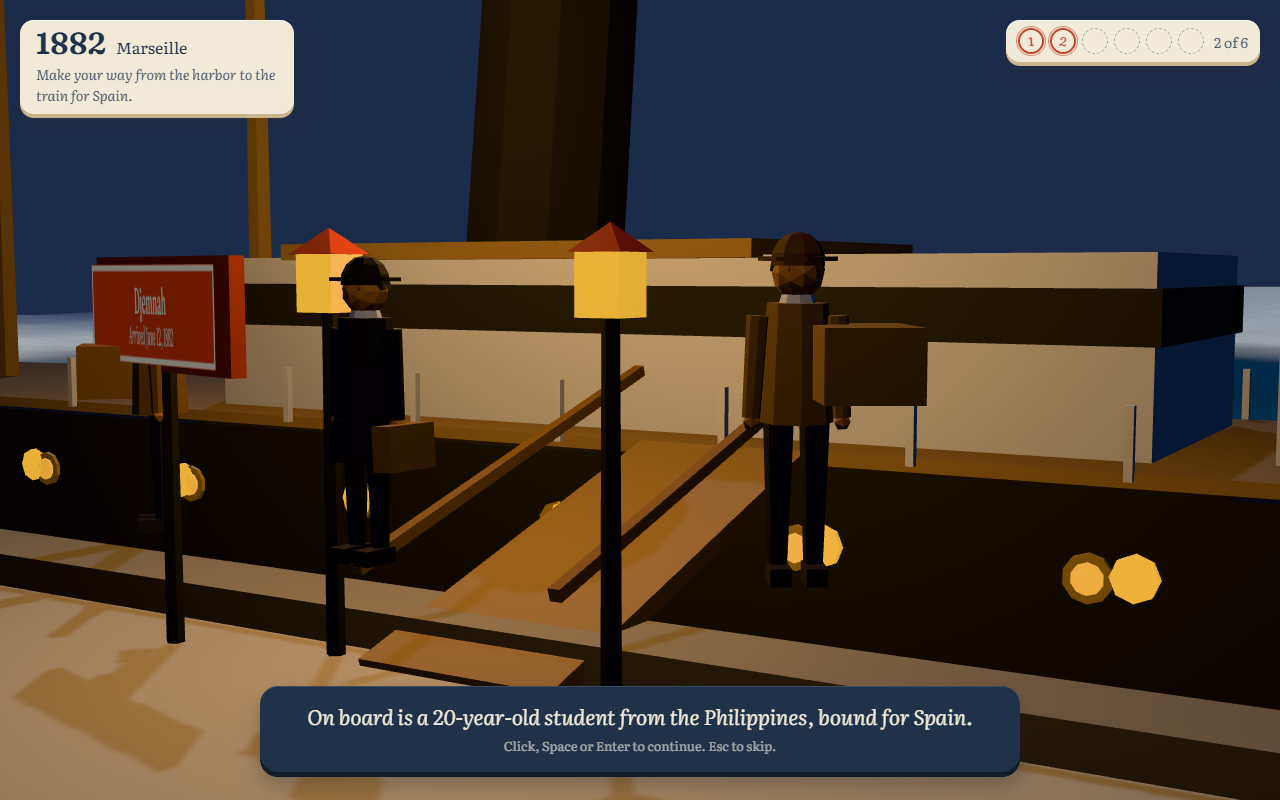 1882 Marseille
Make your way from the harbor to the
train for Spain.
1 2 2 of 6
Djemnah
Arrived June 12, 1882
On board is a 20-year-old student from the Philippines, bound for Spain.
Click, Space or Enter to continue. Esc to skip.